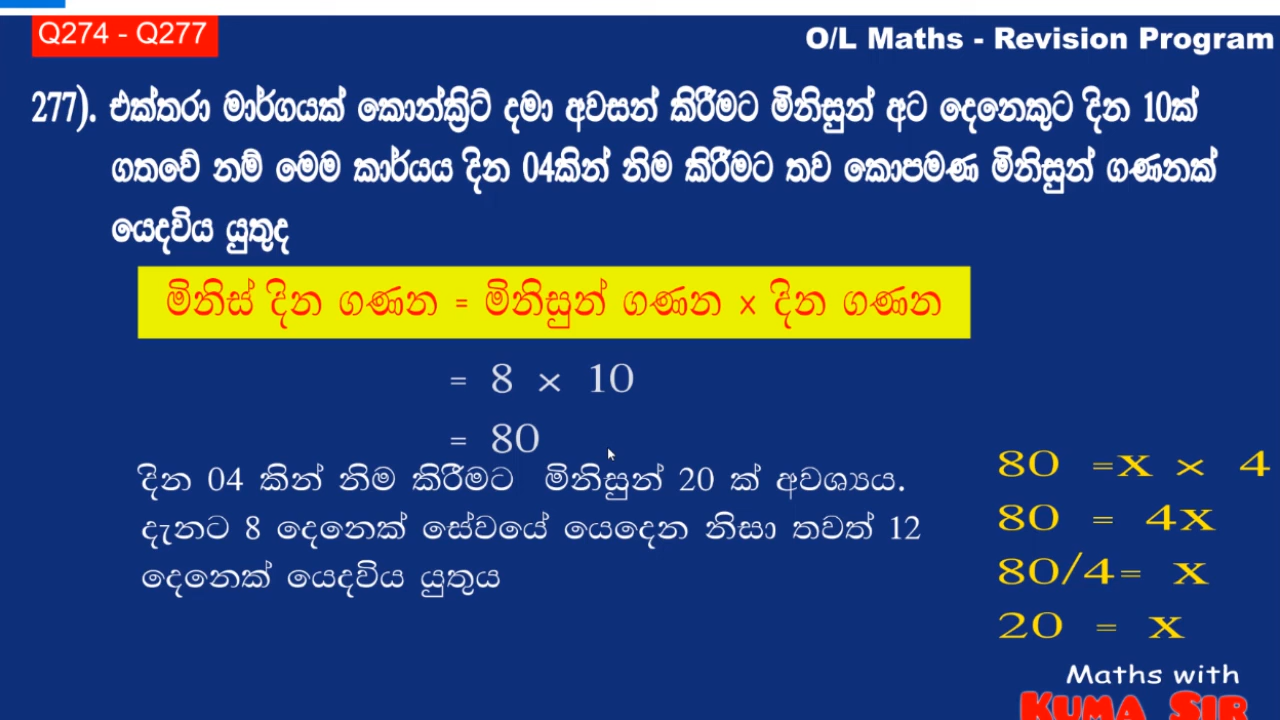 Q274 - Q277
O/L Maths - Revision Program
277). එක්තරා මාර්ගයක් කොන්ක්‍රිට් දමා අවසන් කිරීමට මිනිසුන් අට දෙනෙකුට දින 10ක්
ගතවේ නම් මෙම කාර්යය දින 04කින් නිම කිරීමට තව කොපමණ මිනිසුන් ගණනක්
යෙදවිය යුතුද
මිනිස් දින ගණන = මිනිසුන් ගණන x දින ගණන
= 8 × 10
= 80
දින 04 කින් නිම කිරීමට මිනිසුන් 20 ක් අවශ්‍යය.
දැනට 8 දෙනෙක් සේවයේ යෙදෙන නිසා තවත් 12
දෙනෙක් යෙදවිය යුතුය
80 =x × 4
80 = 4x
80/4= x
20 = x
Maths with
KUMA SIR